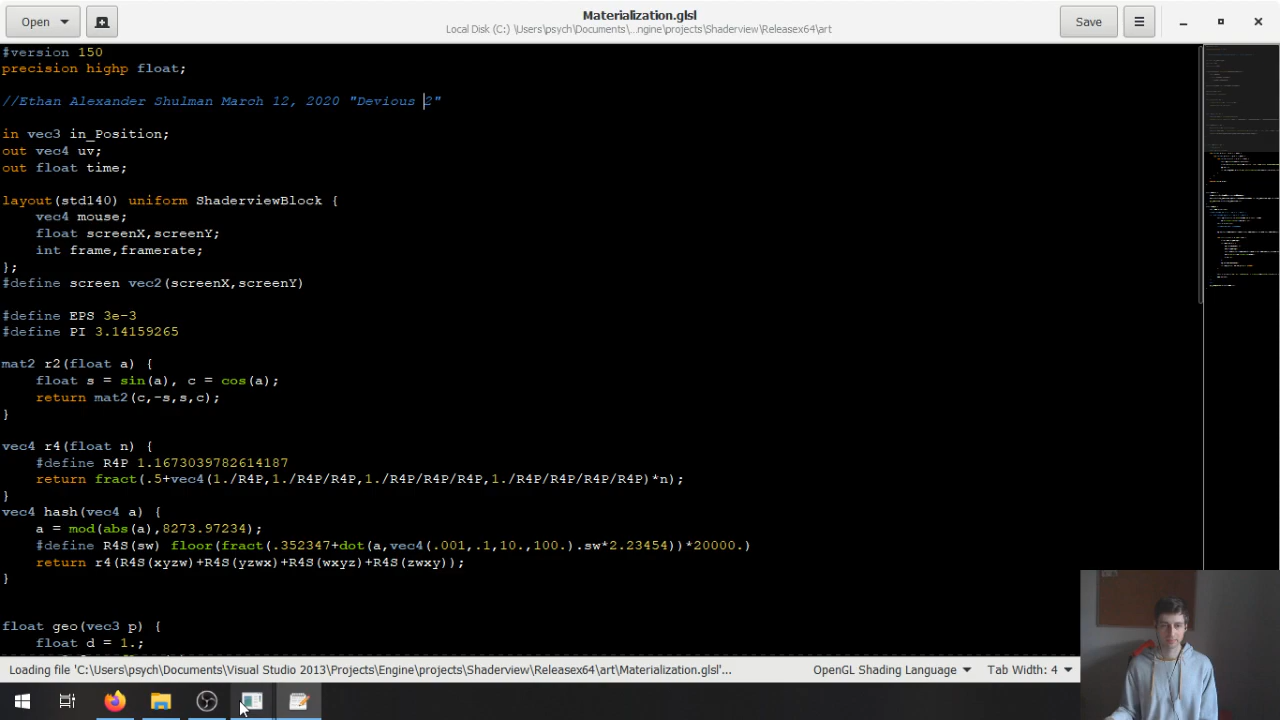 Open
Materialization.glsl
Local Disk (C:) \Users\psych\Documents\...ngine\projects\Shaderview\Releasex64\art
Save
#version 150
precision highp float;
//Ethan Alexander Shulman March 12, 2020 "Devious 2"
in vec3 in_Position;
out vec4 uv;
out float time;
layout(std140) uniform ShaderviewBlock {
vec4 mouse;
float screenX,screenY;
int frame,framerate;
};
#define screen vec2(screenX,screenY)
#define EPS 3e-3
#define PI 3.14159265
mat2 r2(float a) {
float s = sin(a), c = cos(a);
return mat2(c,-s,s,c);
}
vec4 r4(float n) {
#define R4P 1.1673039782614187
return fract(.5+vec4(1./R4P,1./R4P/R4P,1./R4P/R4P/R4P,1./R4P/R4P/R4P/R4P)*n);
}
vec4 hash(vec4 a) {
a = mod(abs(a),8273.97234);
#define R4S(sw) floor(fract(.352347+dot(a,vec4(.001,.1,10.,100.).sw*2.23454))*20000.)
return r4(R4S(xyzw)+R4S(yzwx)+R4S(wxyz)+R4S(zwxy));
}
float geo(vec3 p) {
float d = 1.;
Loading file 'C:\Users\psych\Documents\Visual Studio 2013\Projects\Engine\projects\Shaderview\Releasex64\art\Materialization.glsl'...
OpenGL Shading Language
Tab Width: 4